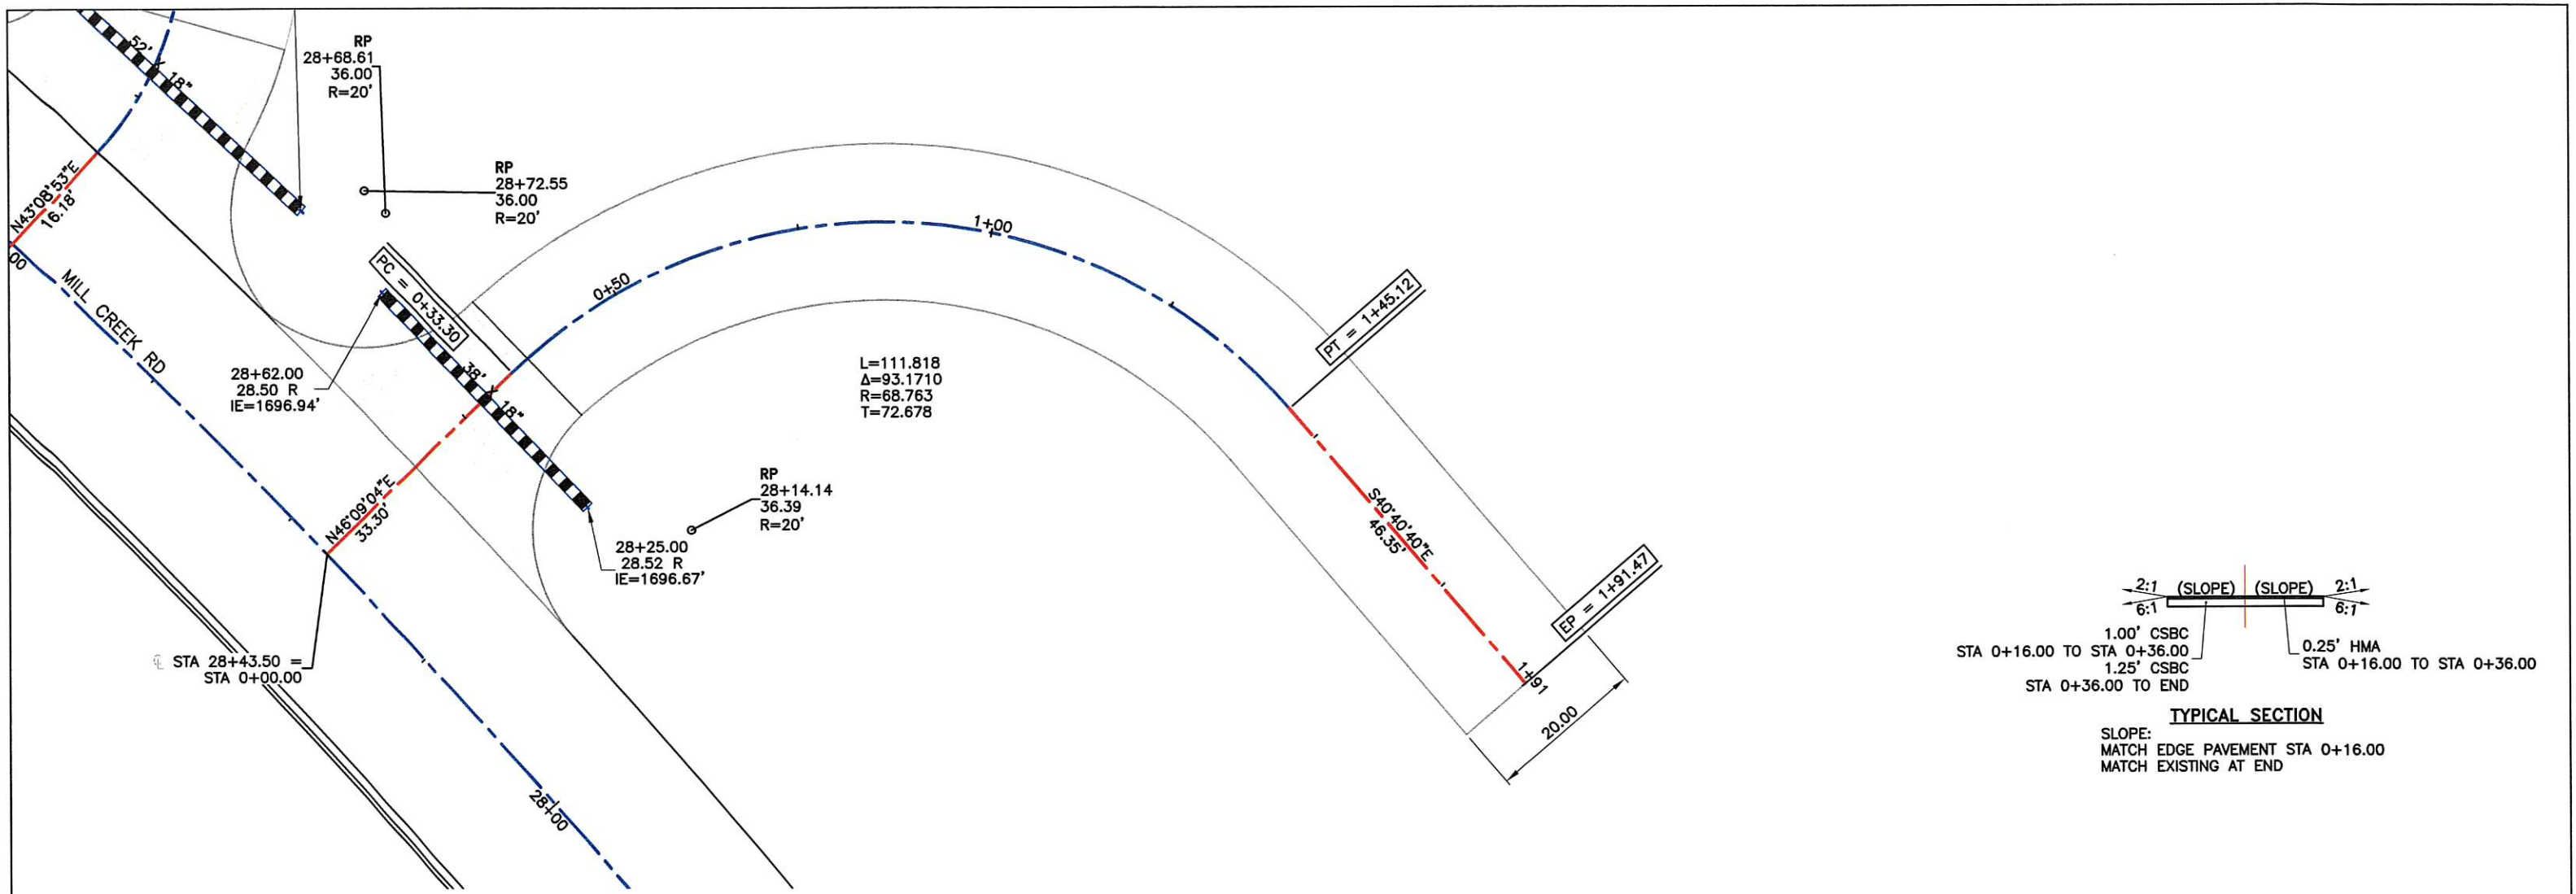 52' X 18"
RP
28+68.61
36.00
R=20'
RP
28+72.55
36.00
R=20'
N43°08'53"E
16.18'
00
MILL CREEK RD
PC = 0+33.30
0+50
1+00
PT = 1+45.12
28+62.00
28.50 R
IE=1696.94'
38' X 18"
L=111.818
Δ=93.1710
R=68.763
T=72.678
N46°09'04"E
33.30'
RP
28+14.14
36.39
R=20'
28+25.00
28.52 R
IE=1696.67'
S40°40'40"E
46.35'
EP = 1+91.47
1+91
20.00
℄ STA 28+43.50 =
STA 0+00.00
28+00
2:1 (SLOPE) (SLOPE) 2:1
6:1 6:1
1.00' CSBC
STA 0+16.00 TO STA 0+36.00
1.25' CSBC
STA 0+36.00 TO END
0.25' HMA
STA 0+16.00 TO STA 0+36.00
TYPICAL SECTION
SLOPE:
MATCH EDGE PAVEMENT STA 0+16.00
MATCH EXISTING AT END